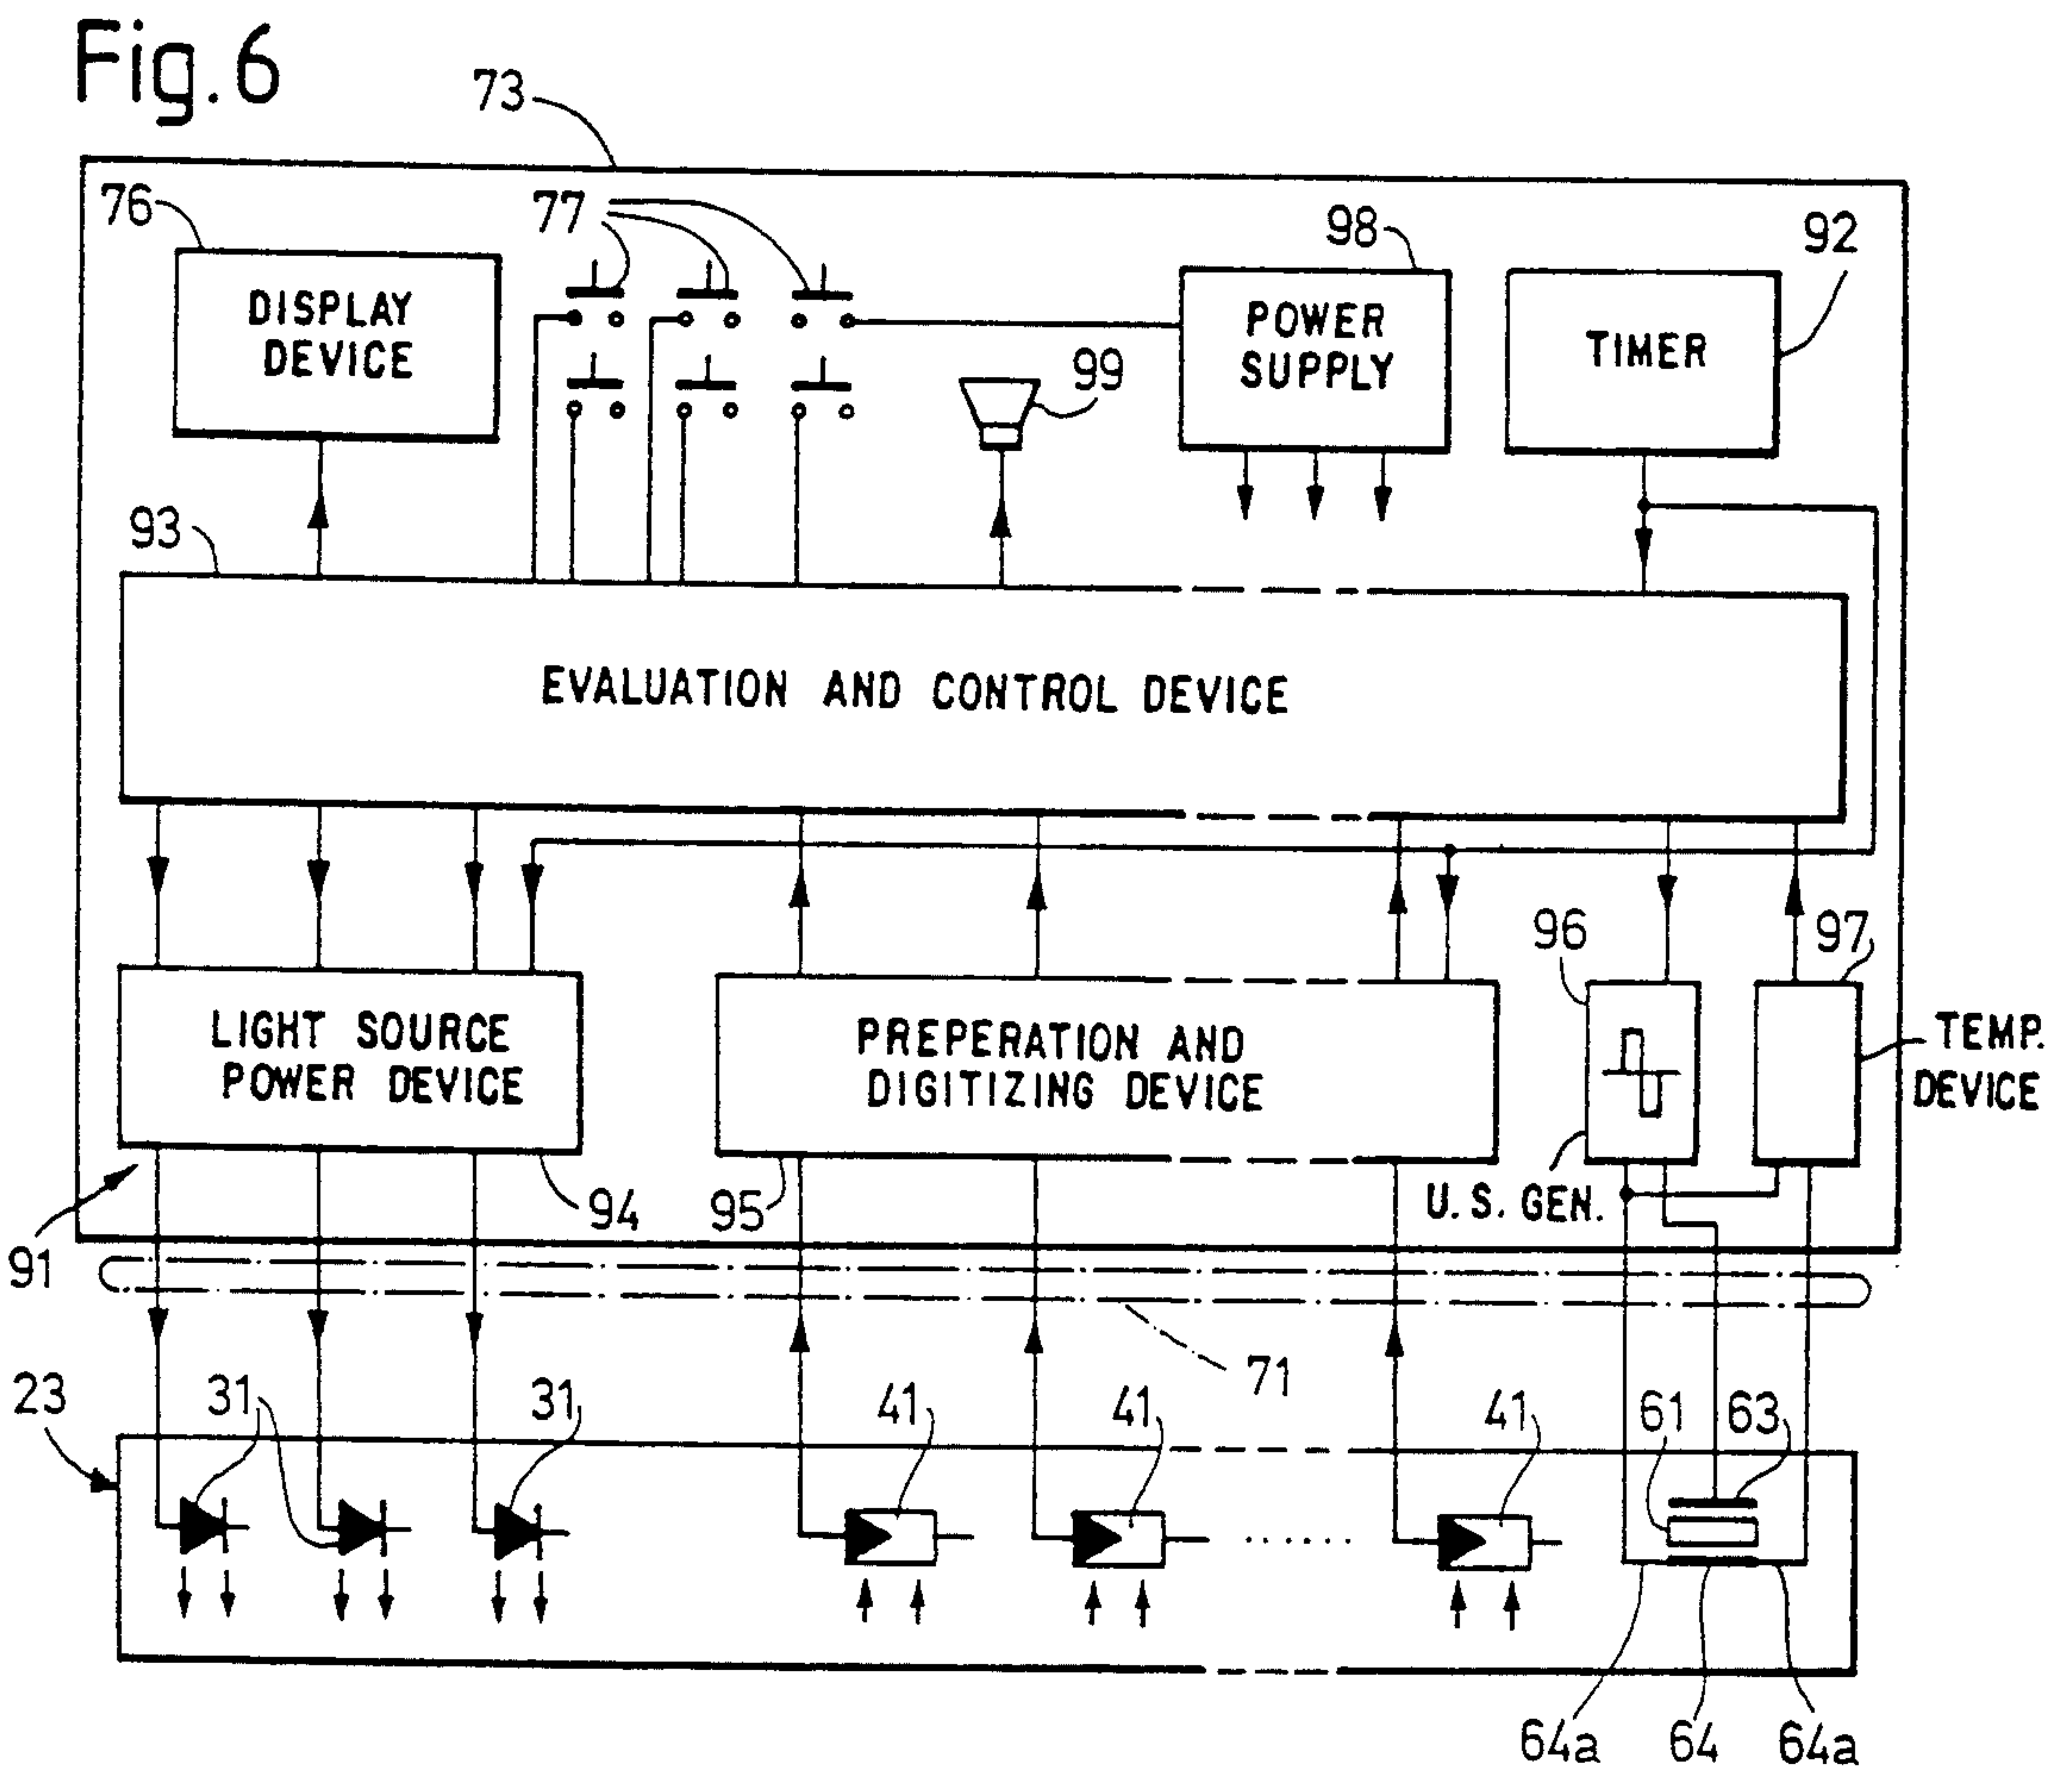 Fig. 6
73
76
77
98
92
DISPLAY
DEVICE
POWER
SUPPLY
TIMER
99
93
EVALUATION AND CONTROL DEVICE
96
97
LIGHT SOURCE
POWER DEVICE
PREPERATION AND
DIGITIZING DEVICE
TEMP.
DEVICE
91
94
95
U. S. GEN.
71
23
31
31
41
41
41
61
63
64a
64
64a